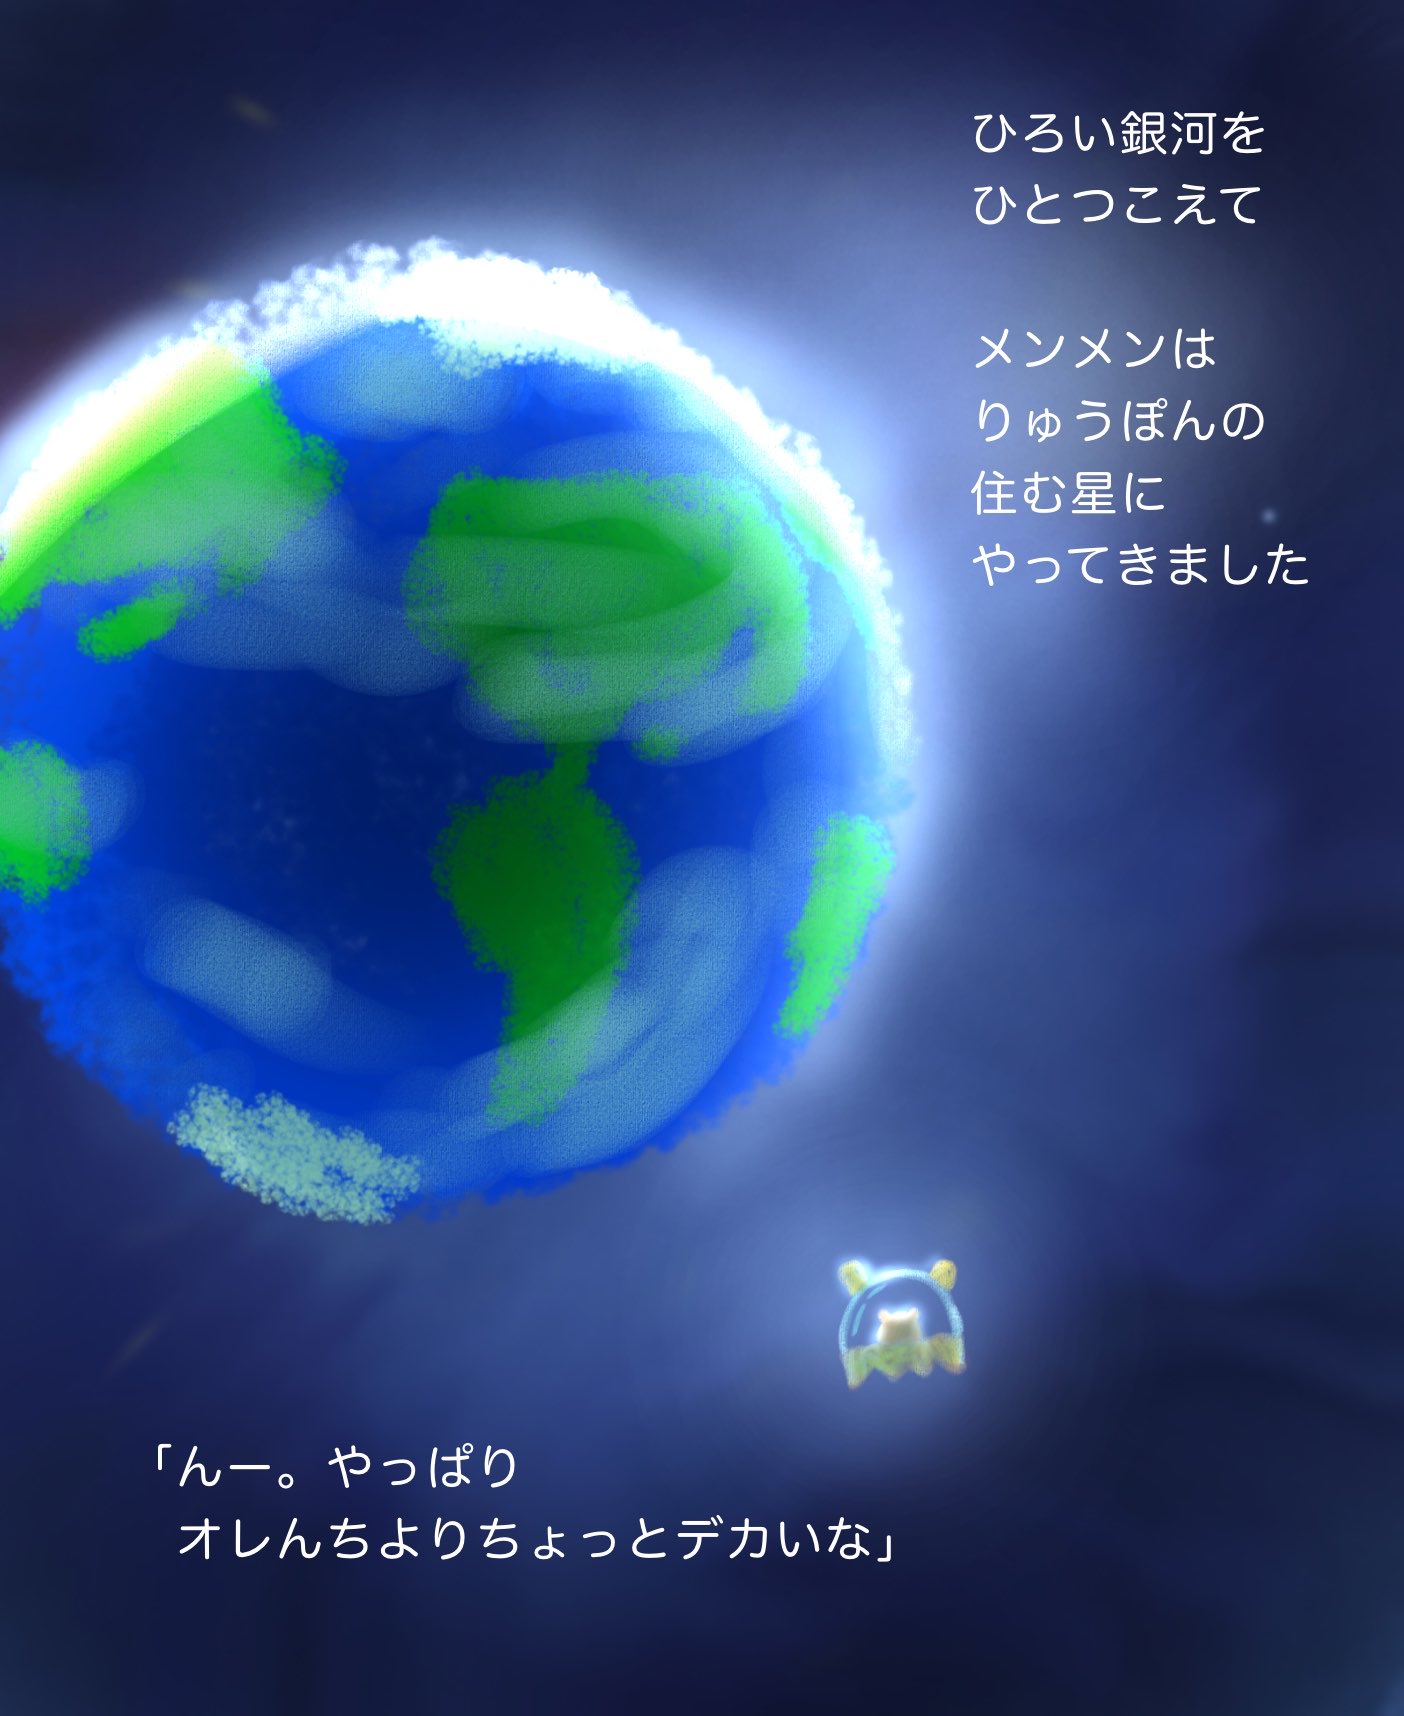 ひろい銀河を
ひとつこえて
メンメンは
りゅうぽんの
住む星に
やってきました
「んー。やっぱり
オレんちよりちょっとデカいな」